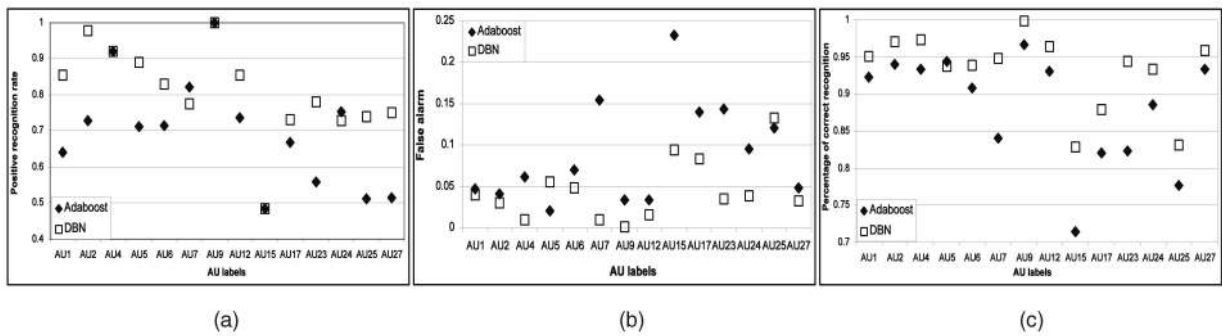 Positive recognition rate
1
0.9
0.8
0.7
0.6
0.5
0.4
Adaboost
DBN
AU1 AU2 AU4 AU5 AU6 AU7 AU9 AU12 AU15 AU17 AU23 AU24 AU25 AU27
AU labels
(a)
False alarm
0.25
0.2
0.15
0.1
0.05
0
Adaboost
DBN
AU1 AU2 AU4 AU5 AU6 AU7 AU9 AU12 AU15 AU17 AU23 AU24 AU25 AU27
AU labels
(b)
Percentage of correct recognition
1
0.95
0.9
0.85
0.8
0.75
0.7
Adaboost
DBN
AU1 AU2 AU4 AU5 AU6 AU7 AU9 AU12 AU15 AU17 AU23 AU24 AU25 AU27
AU labels
(c)